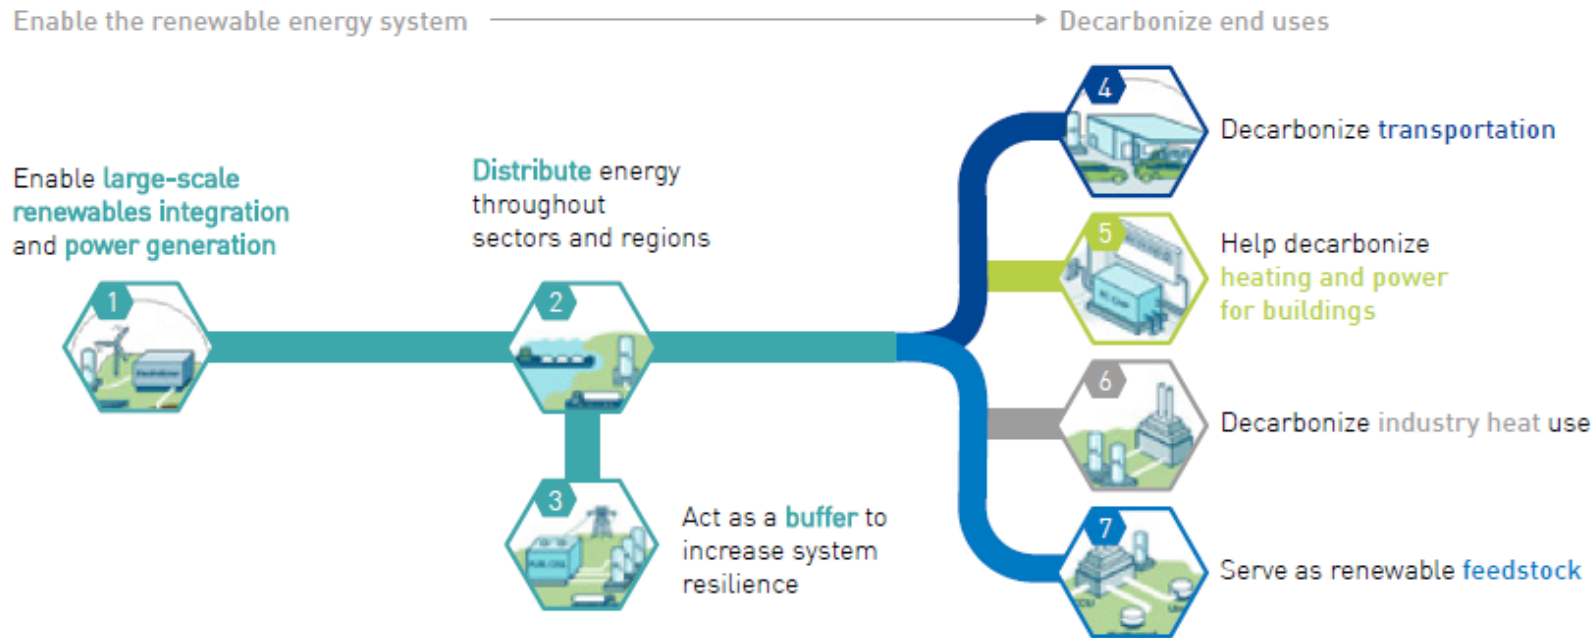 Enable the renewable energy system
Decarbonize end uses
Enable large-scale
renewables integration
and power generation
1
Distribute energy
throughout
sectors and regions
2
3
FUEL CELL
Act as a buffer to
increase system
resilience
4
Decarbonize transportation
5
Help decarbonize
heating and power
for buildings
6
Decarbonize industry heat use
7
Serve as renewable feedstock